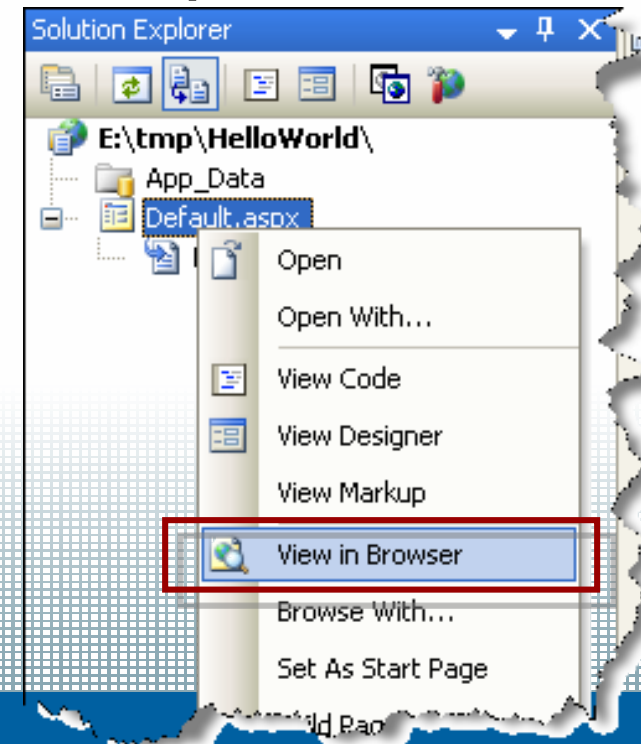 Solution Explorer
E:\tmp\HelloWorld\
App_Data
Default.aspx
Open
Open With...
View Code
View Designer
View Markup
View in Browser
Browse With...
Set As Start Page